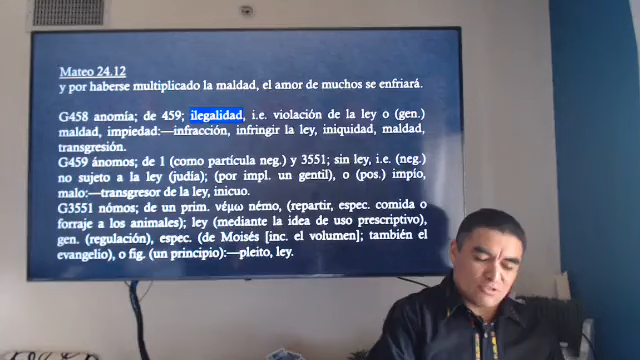 Mateo 24.12
y por haberse multiplicado la maldad, el amor de muchos se enfriará.
G458 anomía; de 459; ilegalidad, i.e. violación de la ley o (gen.)
maldad, impiedad:—infracción, infringir la ley, iniquidad, maldad,
transgresión.
G459 ánomos; de 1 (como partícula neg.) y 3551; sin ley, i.e. (neg.)
no sujeto a la ley (judía); (por impl. un gentil), o (pos.) impío,
malo:—transgresor de la ley, inicuo.
G3551 nómos; de un prim. νέμω némo, (repartir, espec. comida o
forraje a los animales); ley (mediante la idea de uso prescriptivo),
gen. (regulación), espec. (de Moisés [inc. el volumen]; también el
evangelio), o fig. (un principio):—pleito, ley.